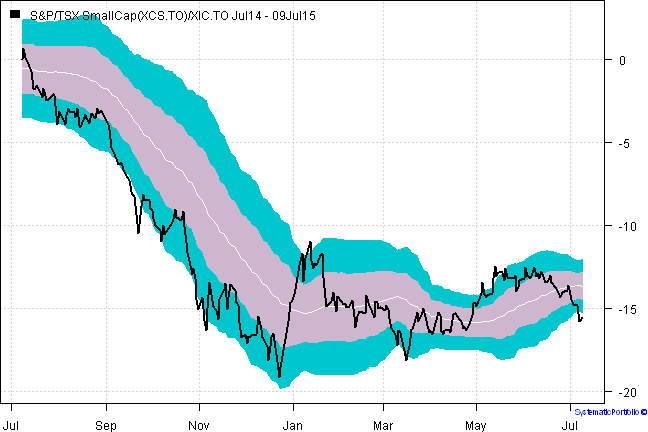 S&P/TSX SmallCap(XCS.TO)/XIC.TO Jul14 - 09Jul15
0
-5
-10
-15
-20
Jul Sep Nov Jan Mar May Jul
SystematicPortfolio ©